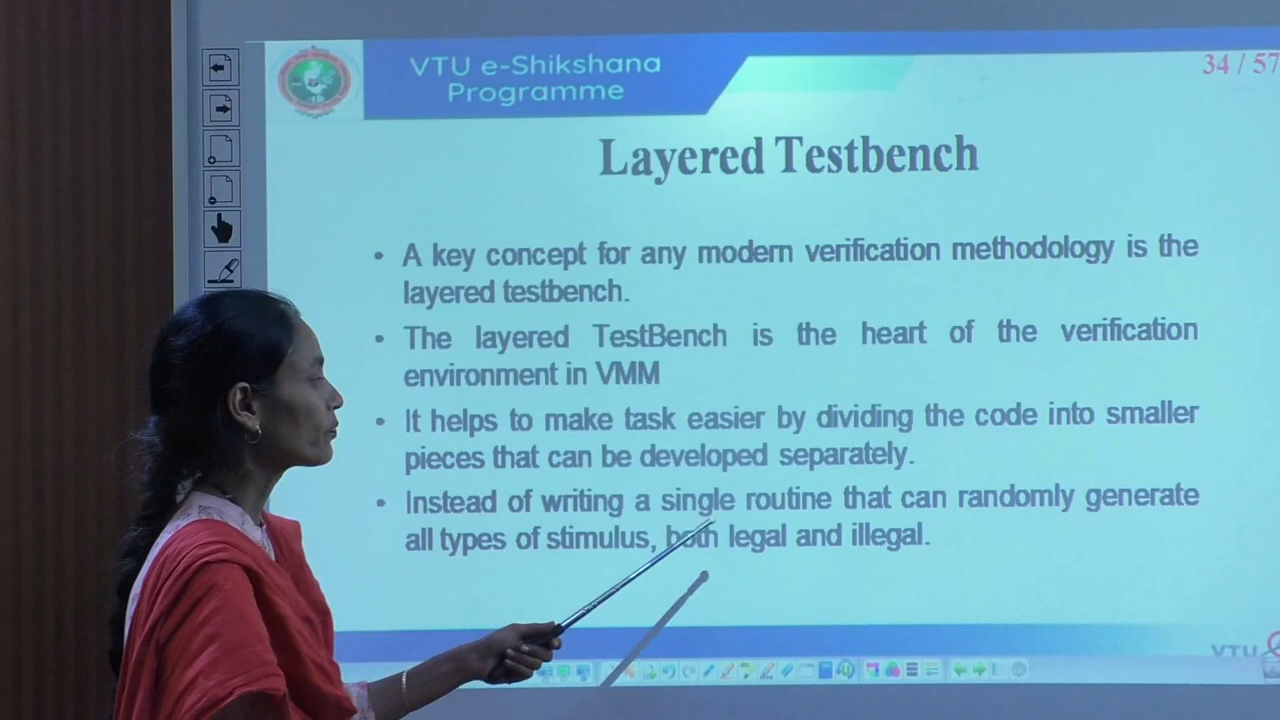 VTU e-Shikshana
Programme
34 / 57
Layered Testbench
• A key concept for any modern verification methodology is the
layered testbench.
• The layered TestBench is the heart of the verification
environment in VMM
• It helps to make task easier by dividing the code into smaller
pieces that can be developed separately.
• Instead of writing a single routine that can randomly generate
all types of stimulus, both legal and illegal.
VTU